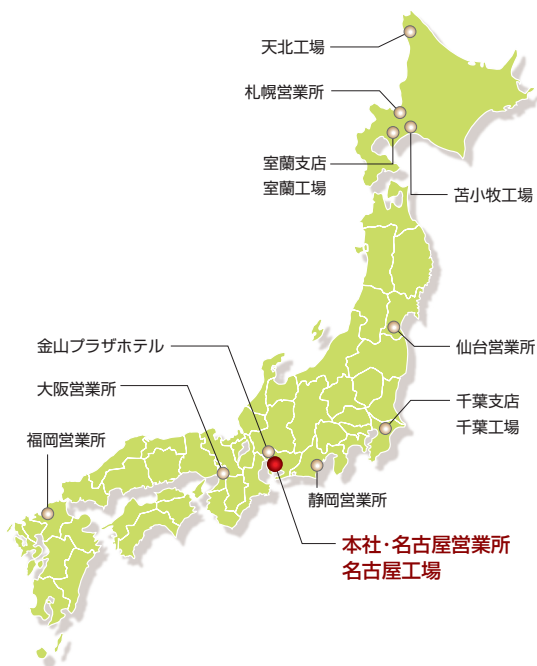 天北工場
札幌営業所
室蘭支店
室蘭工場
苫小牧工場
仙台営業所
金山プラザホテル
大阪営業所
千葉支店
千葉工場
福岡営業所
静岡営業所
本社・名古屋営業所
名古屋工場